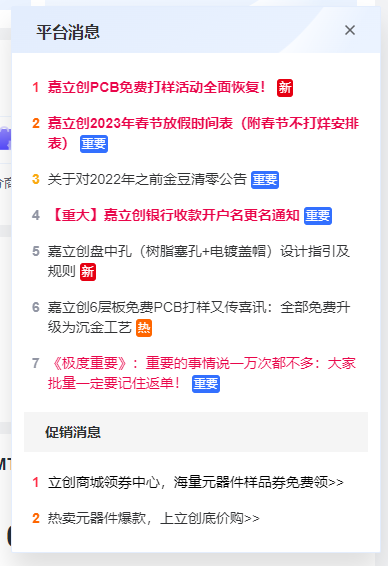 平台消息
1 嘉立创PCB免费打样活动全面恢复！ 新
2 嘉立创2023年春节放假时间表（附春节不打烊安排
表） 重要
3 关于对2022年之前金豆清零公告 重要
4 【重大】嘉立创银行收款开户名更名通知 重要
5 嘉立创盘中孔（树脂塞孔+电镀盖帽）设计指引及
规则 新
6 嘉立创6层板免费PCB打样又传喜讯：全部免费升
级为沉金工艺 热
7 《极度重要》：重要的事情说一万次都不多：大家
批量一定要记住返单！ 重要
促销消息
1 立创商城领券中心，海量元器件样品券免费领>>
2 热卖元器件爆款，上立创底价购>>